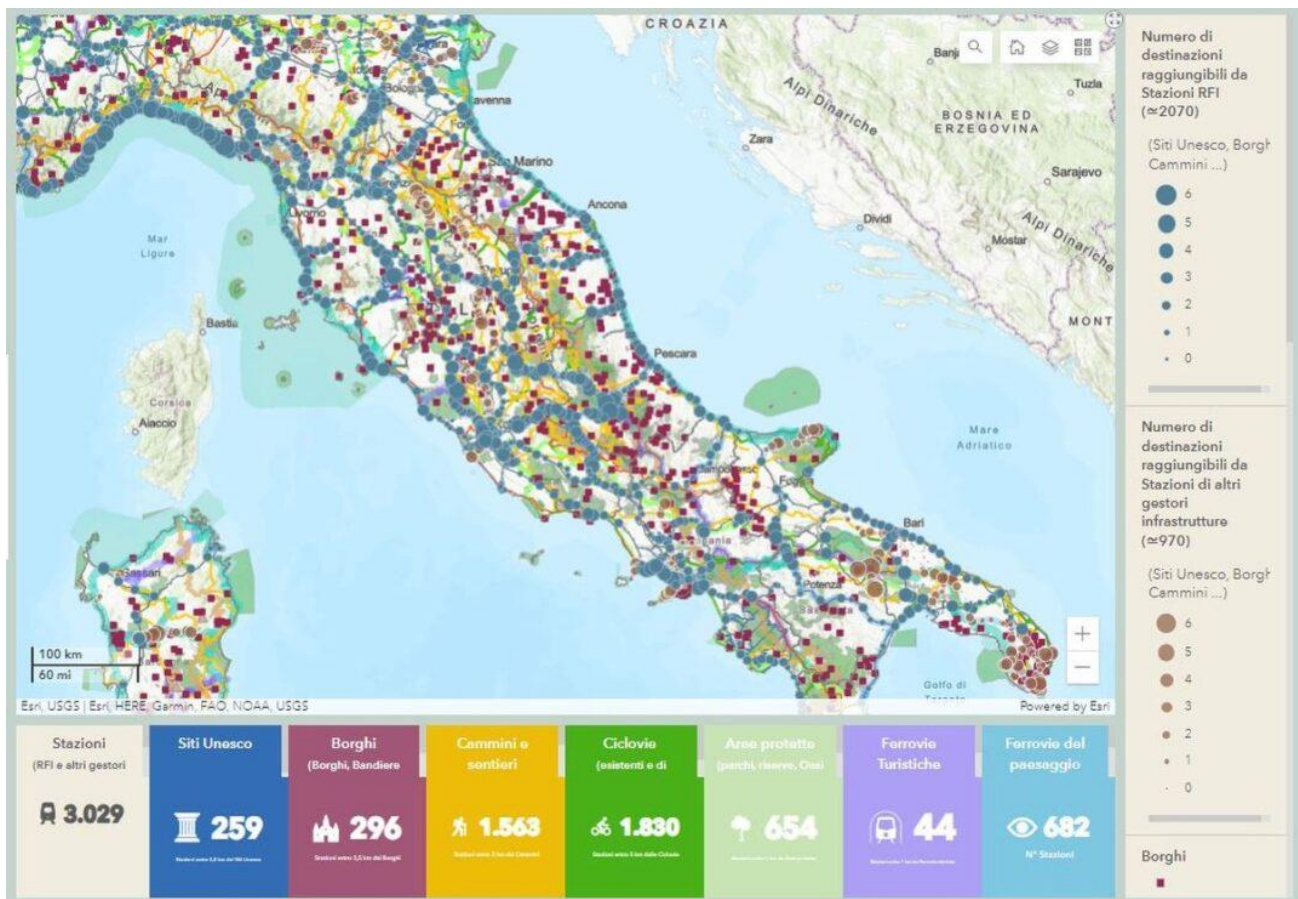 CROAZIA
Banj
Tuzla
Alpi Dinariche
BOSNIA ED
ERZEGOVINA
Zara
Sarajevo
Bologn
avenna
San Marino
Ancona
Livorno
Dividi
Mostar
Alpi Dinariche
Mar
Ligure
Bastia
MONT
Pescara
Corsica
Aiaccio
Mare
Adriatico
Bari
Potenza
Sassari
100 km
60 mi
Golfo di
Esri, USGS | Esri, HERE, Garmin, FAO, NOAA, USGS
Powered by Esri
Numero di
destinazioni
raggiungibili da
Stazioni RFI
(≃2070)
(Siti Unesco, Borgh
Cammini ...)
6
5
4
3
2
1
0
Numero di
destinazioni
raggiungibili da
Stazioni di altri
gestori
infrastrutture
(≃970)
(Siti Unesco, Borgh
Cammini ...)
6
5
4
3
2
1
0
Borghi
Stazioni
(RFI e altri gestori
3.029
Siti Unesco
259
Borghi
(Borghi, Bandiere
296
Cammini e
sentieri
1.563
Ciclovie
(esistenti e di
1.830
Aree protette
(parchi, riserve, Oasi
654
Ferrovie
Turistiche
44
Ferrovie del
paesaggio
682
N° Stazioni